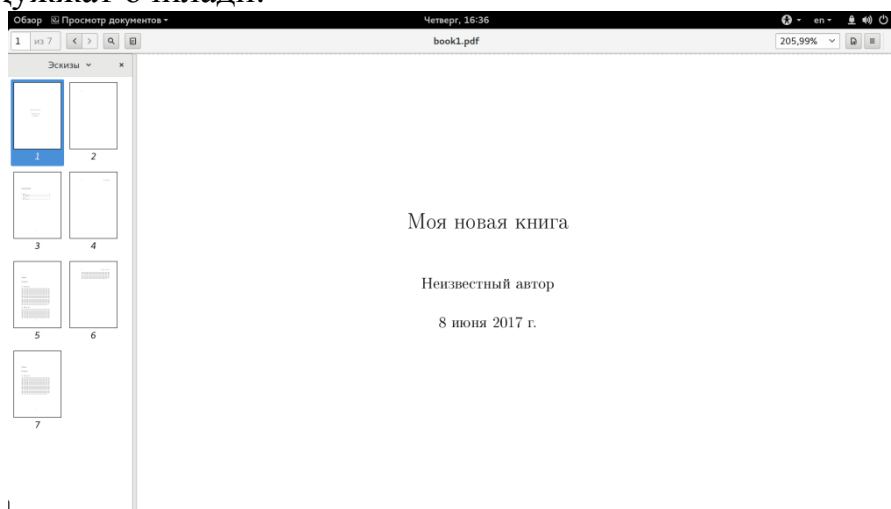 Обзор Просмотр документов Четверг, 16:36 en
1 из 7 book1.pdf 205,99%
Эскизы
1 2
3 4
5 6
7
Моя новая книга
Неизвестный автор
8 июня 2017 г.